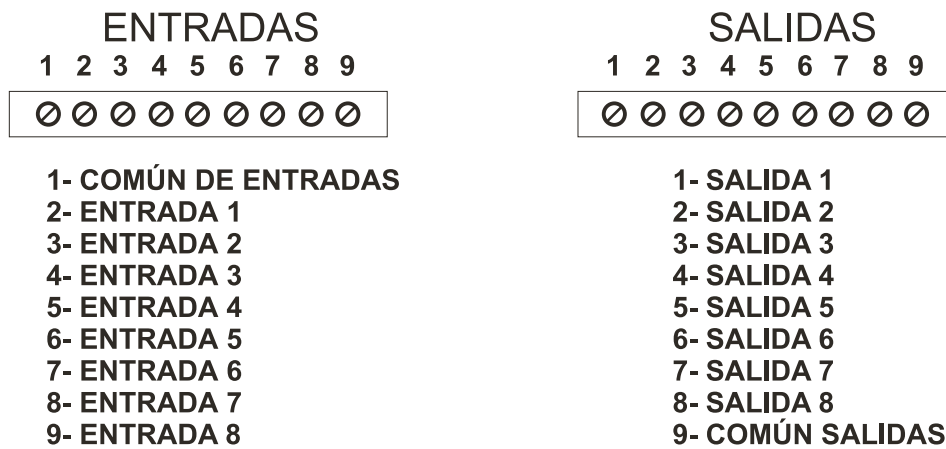 ENTRADAS
1 2 3 4 5 6 7 8 9
1- COMÚN DE ENTRADAS
2- ENTRADA 1
3- ENTRADA 2
4- ENTRADA 3
5- ENTRADA 4
6- ENTRADA 5
7- ENTRADA 6
8- ENTRADA 7
9- ENTRADA 8
SALIDAS
1 2 3 4 5 6 7 8 9
1- SALIDA 1
2- SALIDA 2
3- SALIDA 3
4- SALIDA 4
5- SALIDA 5
6- SALIDA 6
7- SALIDA 7
8- SALIDA 8
9- COMÚN SALIDAS